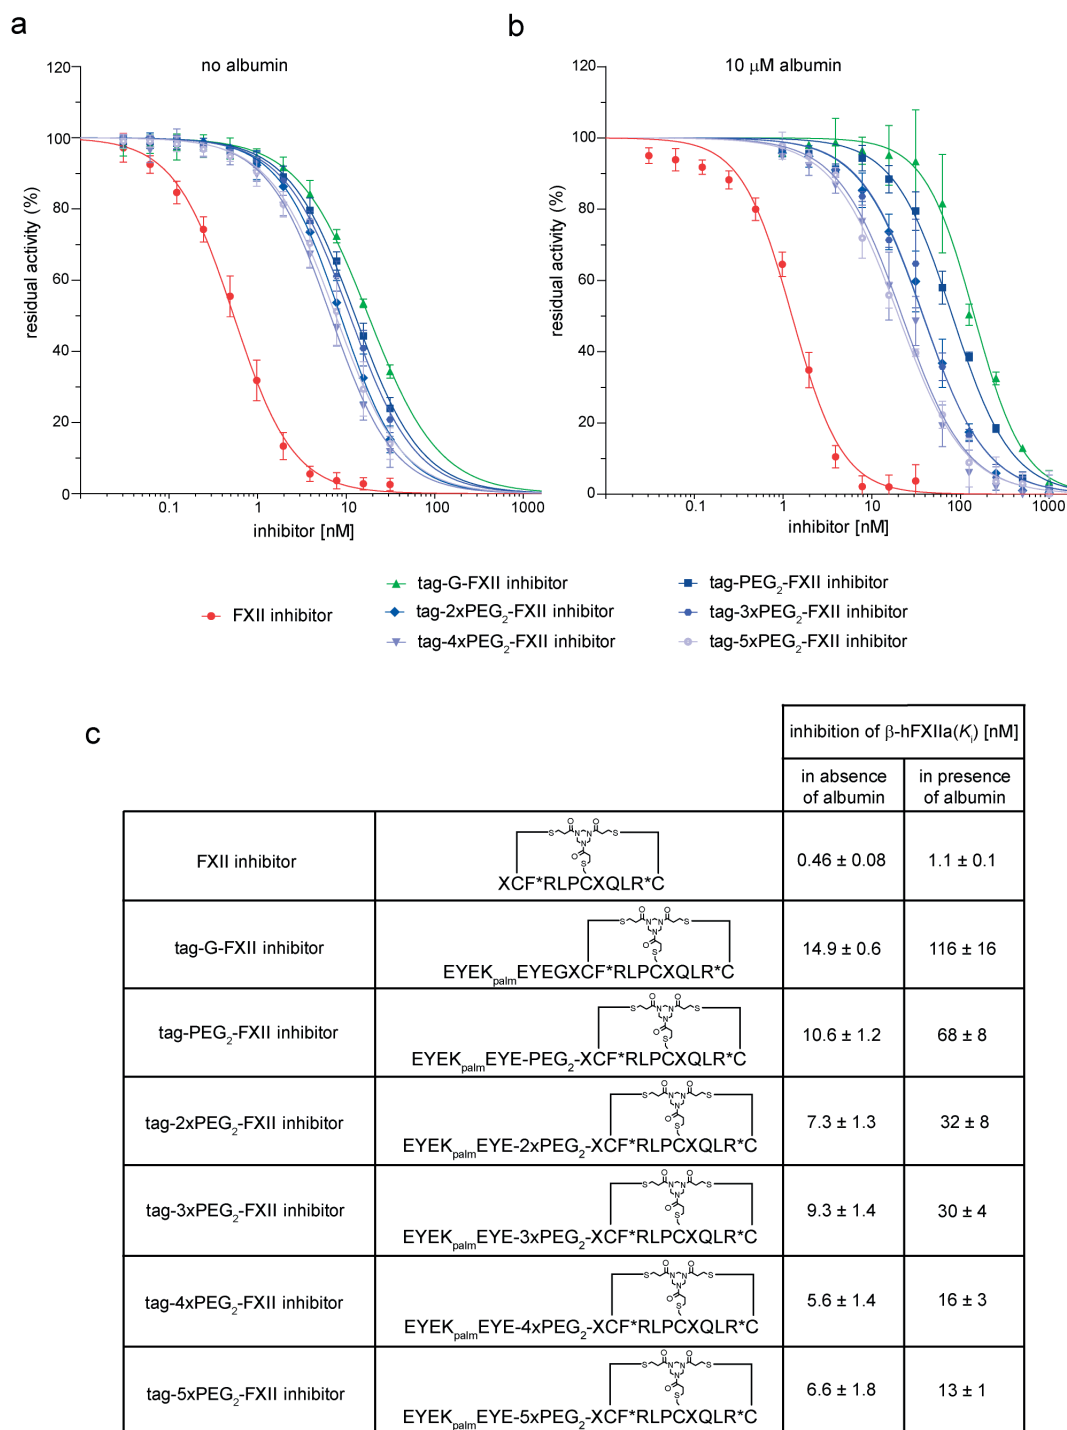 a
b
no albumin
10 μM albumin
120
100
80
60
40
20
0
residual activity (%)
0.1
1
10
100
1000
inhibitor [nM]
120
100
80
60
40
20
0
residual activity (%)
0.1
1
10
100
1000
inhibitor [nM]
FXII inhibitor
tag-G-FXII inhibitor
tag-2xPEG2-FXII inhibitor
tag-4xPEG2-FXII inhibitor
tag-PEG2-FXII inhibitor
tag-3xPEG2-FXII inhibitor
tag-5xPEG2-FXII inhibitor
c
inhibition of β-hFXIIa(Ki) [nM]
in absence of albumin
in presence of albumin
FXII inhibitor
XCF*RLPCXQLR*C
0.46 ± 0.08
1.1 ± 0.1
tag-G-FXII inhibitor
EYEKpalmEYEGXCF*RLPCXQLR*C
14.9 ± 0.6
116 ± 16
tag-PEG2-FXII inhibitor
EYEKpalmEYE-PEG2-XCF*RLPCXQLR*C
10.6 ± 1.2
68 ± 8
tag-2xPEG2-FXII inhibitor
EYEKpalmEYE-2xPEG2-XCF*RLPCXQLR*C
7.3 ± 1.3
32 ± 8
tag-3xPEG2-FXII inhibitor
EYEKpalmEYE-3xPEG2-XCF*RLPCXQLR*C
9.3 ± 1.4
30 ± 4
tag-4xPEG2-FXII inhibitor
EYEKpalmEYE-4xPEG2-XCF*RLPCXQLR*C
5.6 ± 1.4
16 ± 3
tag-5xPEG2-FXII inhibitor
EYEKpalmEYE-5xPEG2-XCF*RLPCXQLR*C
6.6 ± 1.8
13 ± 1